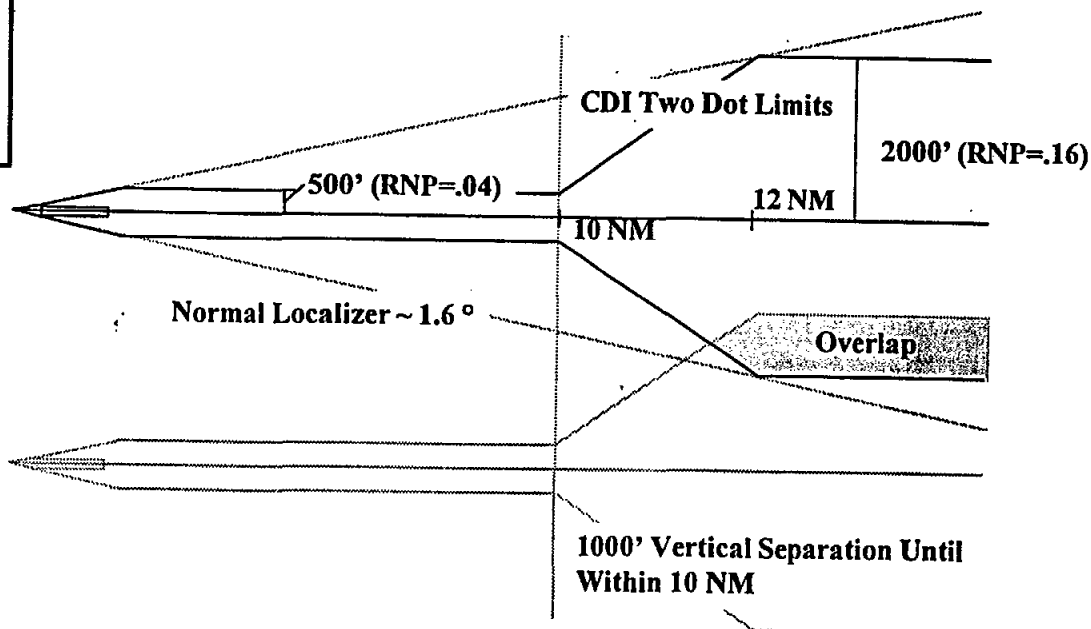 CDI Two Dot Limits
2000' (RNP=.16)
500' (RNP=.04)
12 NM
10 NM
Normal Localizer ~ 1.6 °
Overlap
1000' Vertical Separation Until
Within 10 NM